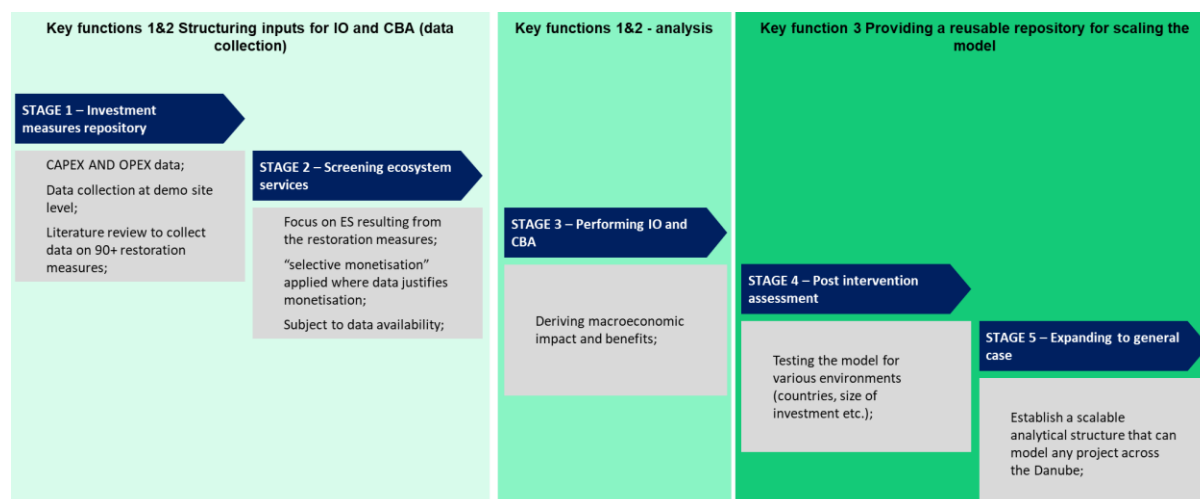 Key functions 1&2 Structuring inputs for IO and CBA (data
collection)
Key functions 1&2 - analysis
Key function 3 Providing a reusable repository for scaling the
model
STAGE 1 – Investment
measures repository
CAPEX AND OPEX data;
Data collection at demo site
level;
Literature review to collect
data on 90+ restoration
measures;
STAGE 2 – Screening ecosystem
services
Focus on ES resulting from
the restoration measures;
“selective monetisation”
applied where data justifies
monetisation;
Subject to data availability;
STAGE 3 – Performing IO and
CBA
Deriving macroeconomic
impact and benefits;
STAGE 4 – Post intervention
assessment
Testing the model for
various environments
(countries, size of
investment etc.);
STAGE 5 – Expanding to general
case
Establish a scalable
analytical structure that can
model any project across
the Danube;